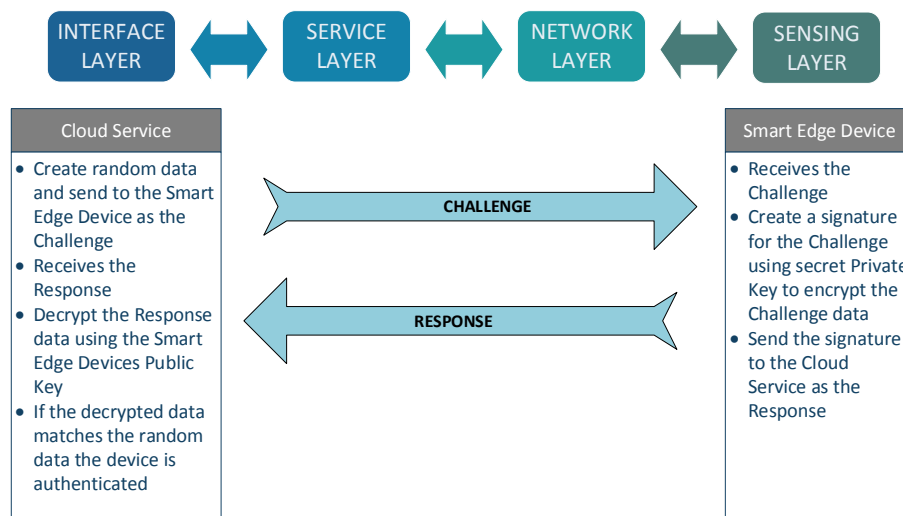 INTERFACE
LAYER
SERVICE
LAYER
NETWORK
LAYER
SENSING
LAYER
Cloud Service
• Create random data
and send to the Smart
Edge Device as the
Challenge
• Receives the
Response
• Decrypt the Response
data using the Smart
Edge Devices Public
Key
• If the decrypted data
matches the random
data the device is
authenticated
CHALLENGE
RESPONSE
Smart Edge Device
• Receives the
Challenge
• Create a signature
for the Challenge
using secret Private
Key to encrypt the
Challenge data
• Send the signature
to the Cloud
Service as the
Response